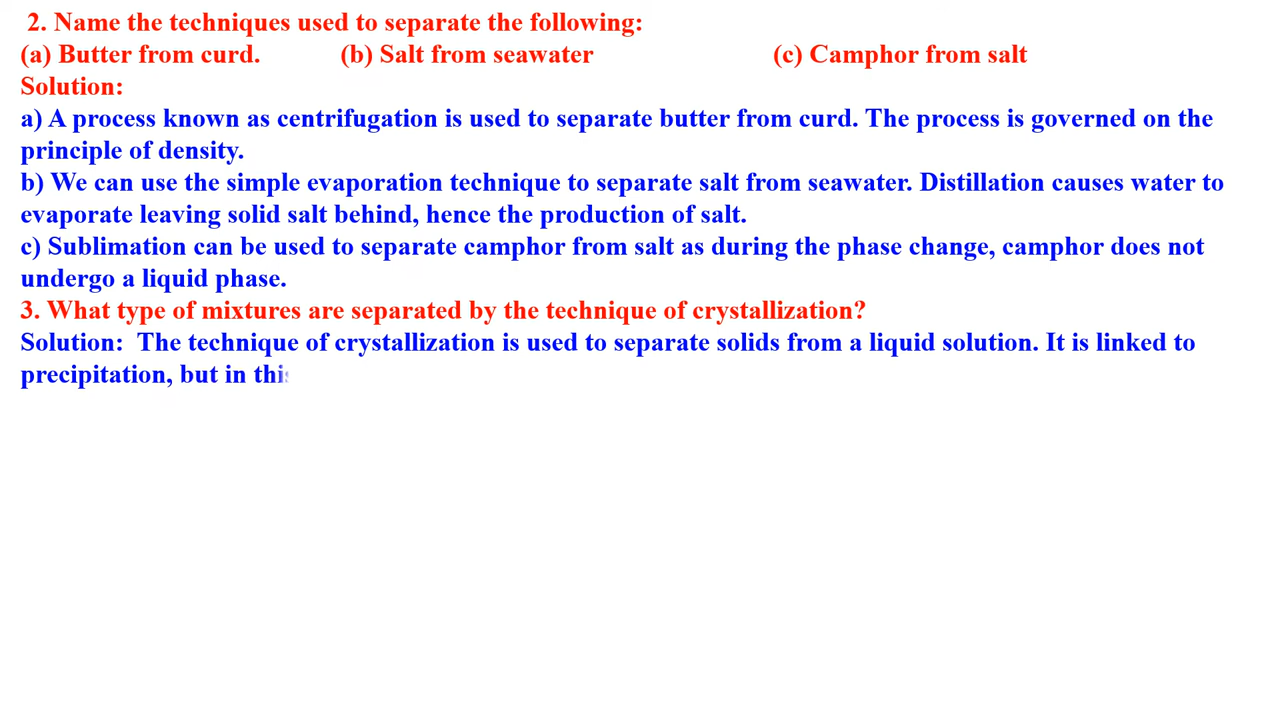 2. Name the techniques used to separate the following:
(a) Butter from curd. (b) Salt from seawater (c) Camphor from salt
Solution:
a) A process known as centrifugation is used to separate butter from curd. The process is governed on the
principle of density.
b) We can use the simple evaporation technique to separate salt from seawater. Distillation causes water to
evaporate leaving solid salt behind, hence the production of salt.
c) Sublimation can be used to separate camphor from salt as during the phase change, camphor does not
undergo a liquid phase.
3. What type of mixtures are separated by the technique of crystallization?
Solution: The technique of crystallization is used to separate solids from a liquid solution. It is linked to
precipitation, but in this